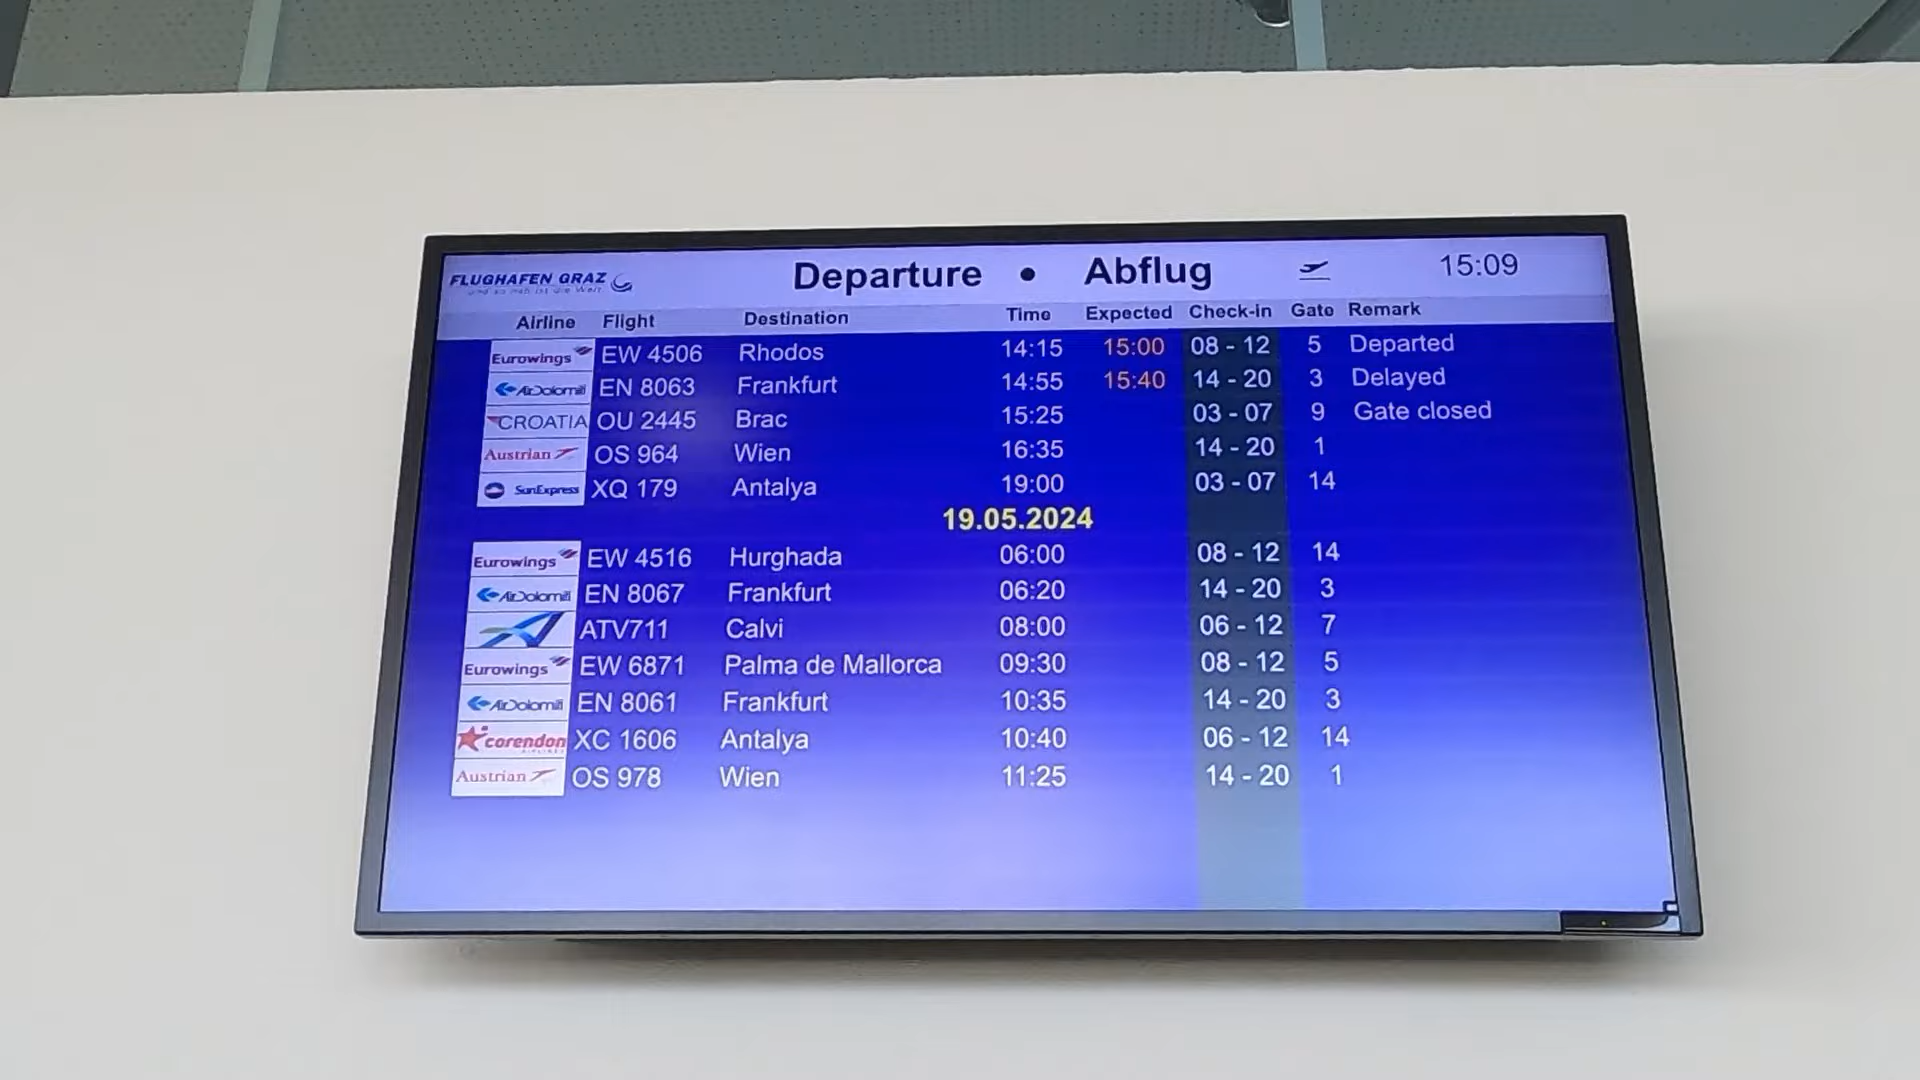 FLUGHAFEN GRAZ Departure • Abflug 15:09
Airline Flight Destination Time Expected Check-in Gate Remark
Eurowings EW 4506 Rhodos 14:15 15:00 08 - 12 5 Departed
AirDolomiti EN 8063 Frankfurt 14:55 15:40 14 - 20 3 Delayed
CROATIA OU 2445 Brac 15:25 03 - 07 9 Gate closed
Austrian OS 964 Wien 16:35 14 - 20 1
SunExpress XQ 179 Antalya 19:00 03 - 07 14
19.05.2024
Eurowings EW 4516 Hurghada 06:00 08 - 12 14
AirDolomiti EN 8067 Frankfurt 06:20 14 - 20 3
ATV711 Calvi 08:00 06 - 12 7
Eurowings EW 6871 Palma de Mallorca 09:30 08 - 12 5
AirDolomiti EN 8061 Frankfurt 10:35 14 - 20 3
corendon XC 1606 Antalya 10:40 06 - 12 14
Austrian OS 978 Wien 11:25 14 - 20 1